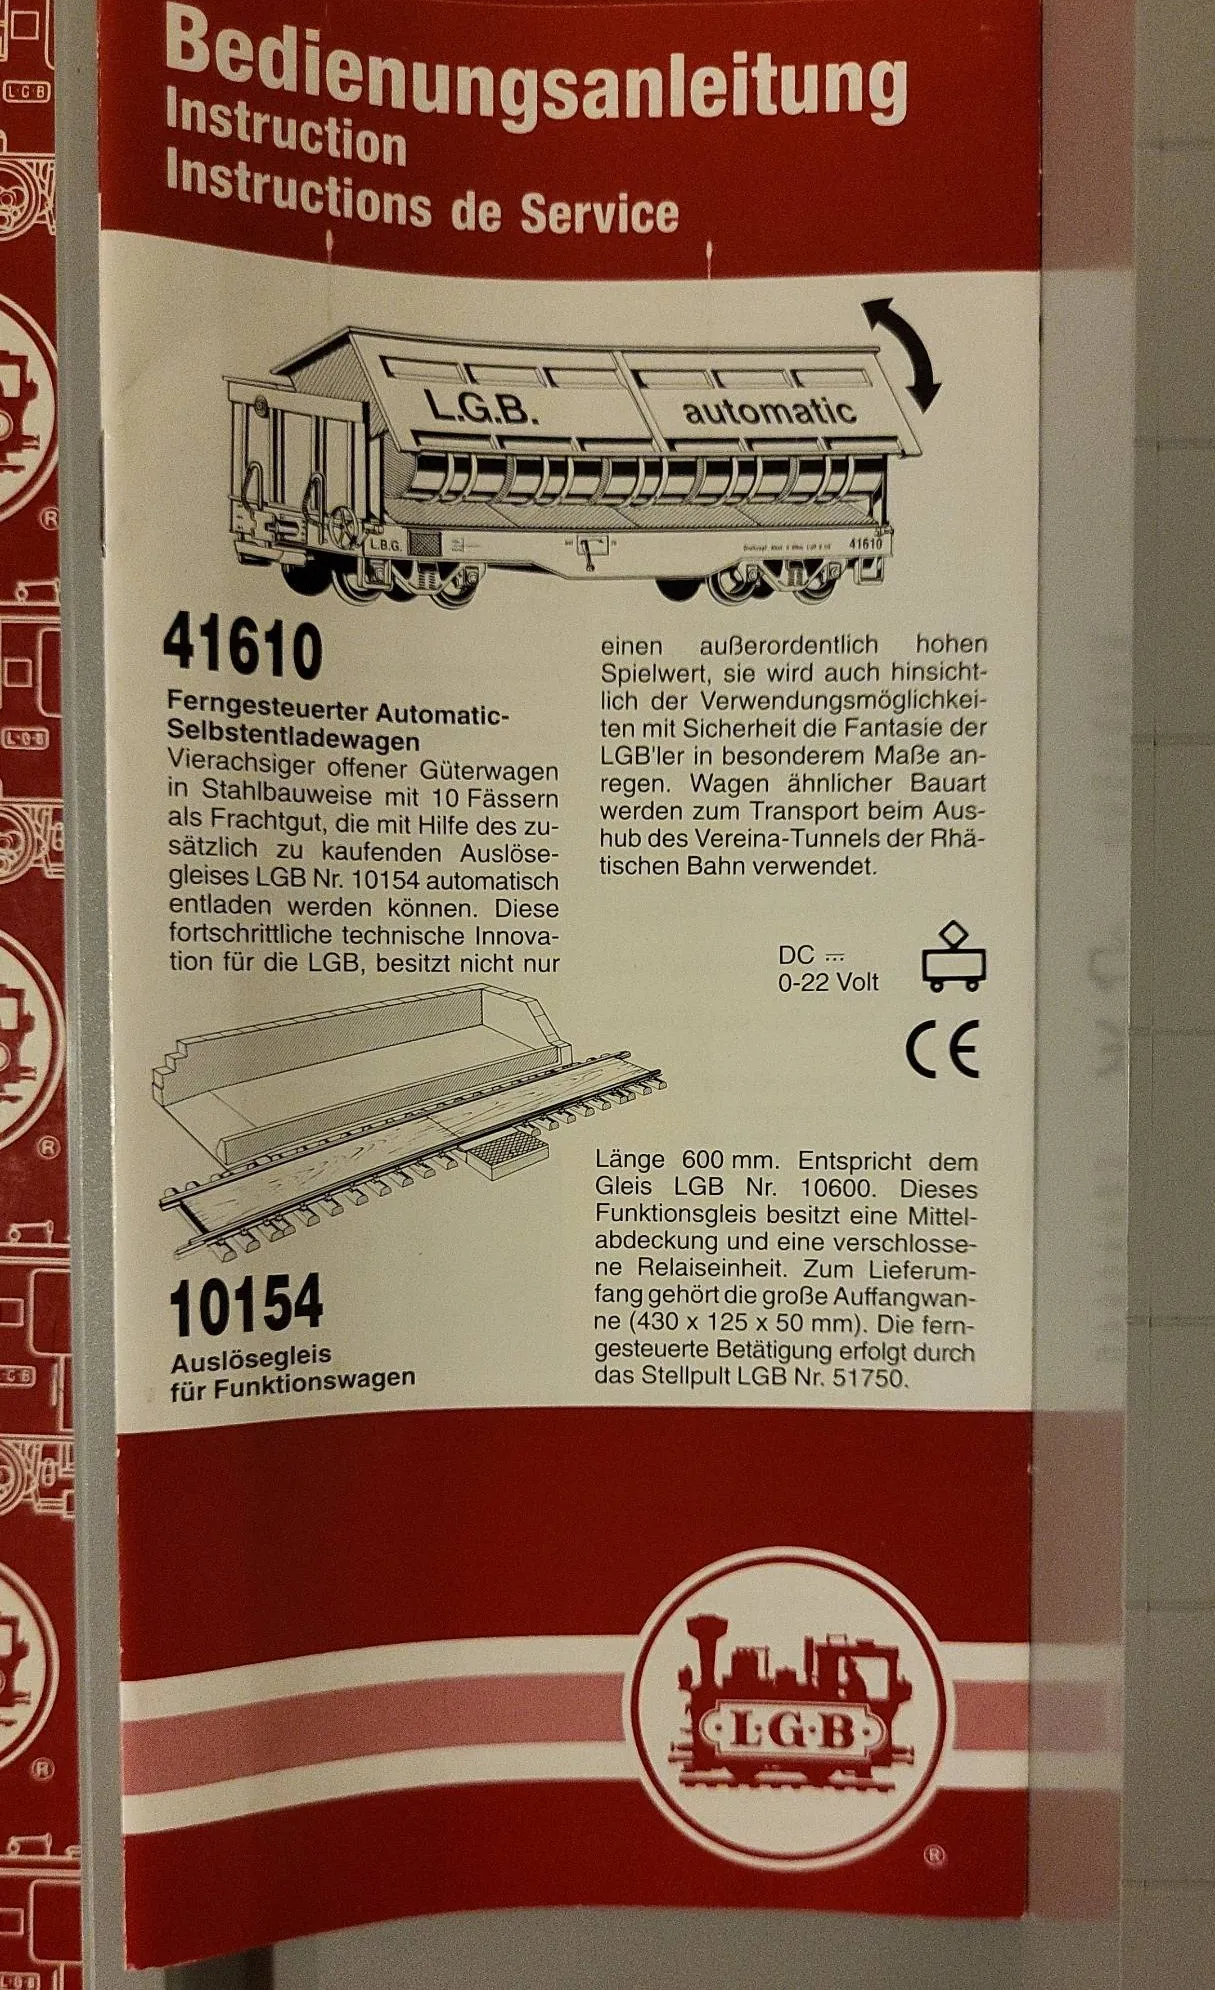 Bedienungsanleitung
Instruction
Instructions de Service
L.G.B. automatic
L.B.G.
41610
41610
Ferngesteuerter Automatic-
Selbstentladewagen
Vierachsiger offener Güterwagen
in Stahlbauweise mit 10 Fässern
als Frachtgut, die mit Hilfe des zu-
sätzlich zu kaufenden Auslöse-
gleises LGB Nr. 10154 automatisch
entladen werden können. Diese
fortschrittliche technische Innova-
tion für die LGB, besitzt nicht nur
einen außerordentlich hohen
Spielwert, sie wird auch hinsicht-
lich der Verwendungsmöglichkei-
ten mit Sicherheit die Fantasie der
LGB'ler in besonderem Maße an-
regen. Wagen ähnlicher Bauart
werden zum Transport beim Aus-
hub des Vereina-Tunnels der Rhä-
tischen Bahn verwendet.
DC ⎓
0-22 Volt
CE
10154
Auslösegleis
für Funktionswagen
Länge 600 mm. Entspricht dem
Gleis LGB Nr. 10600. Dieses
Funktionsgleis besitzt eine Mittel-
abdeckung und eine verschlosse-
ne Relaiseinheit. Zum Lieferum-
fang gehört die große Auffangwan-
ne (430 x 125 x 50 mm). Die fern-
gesteuerte Betätigung erfolgt durch
das Stellpult LGB Nr. 51750.
·L·G·B·
®
L·G·B
®
L·G·B
®
L·G·B
®
L·G·B